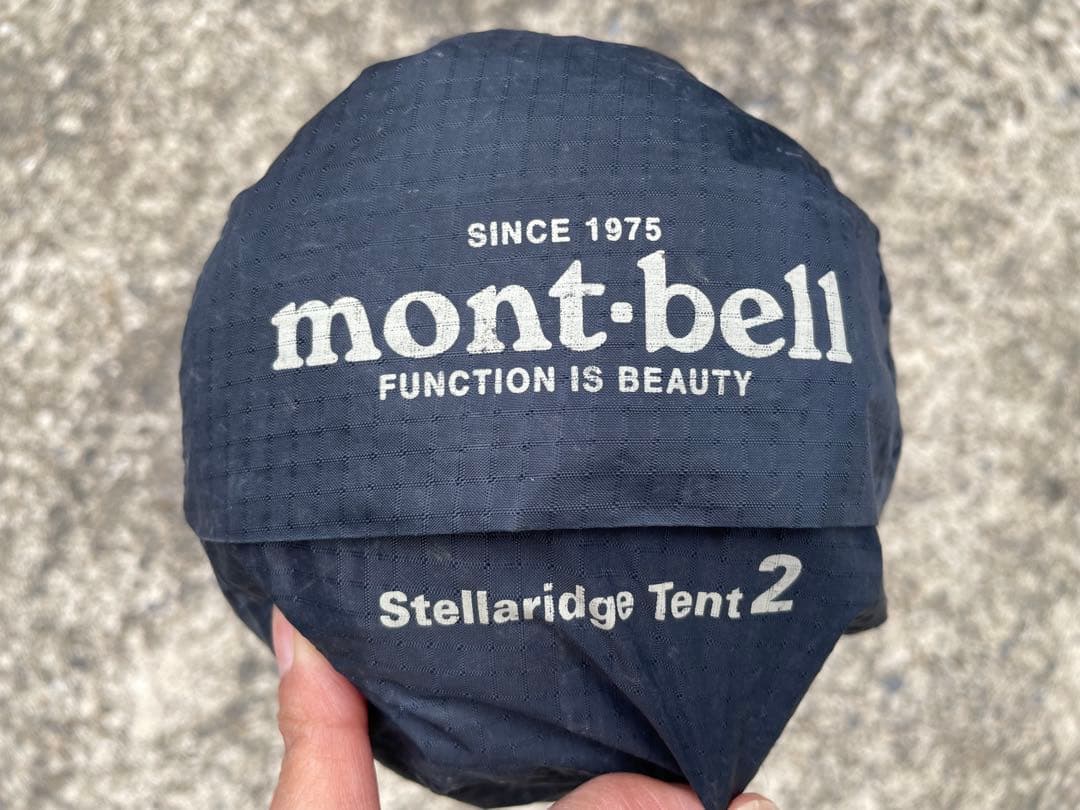 SINCE 1975
mont·bell
FUNCTION IS BEAUTY
Stellaridge Tent 2